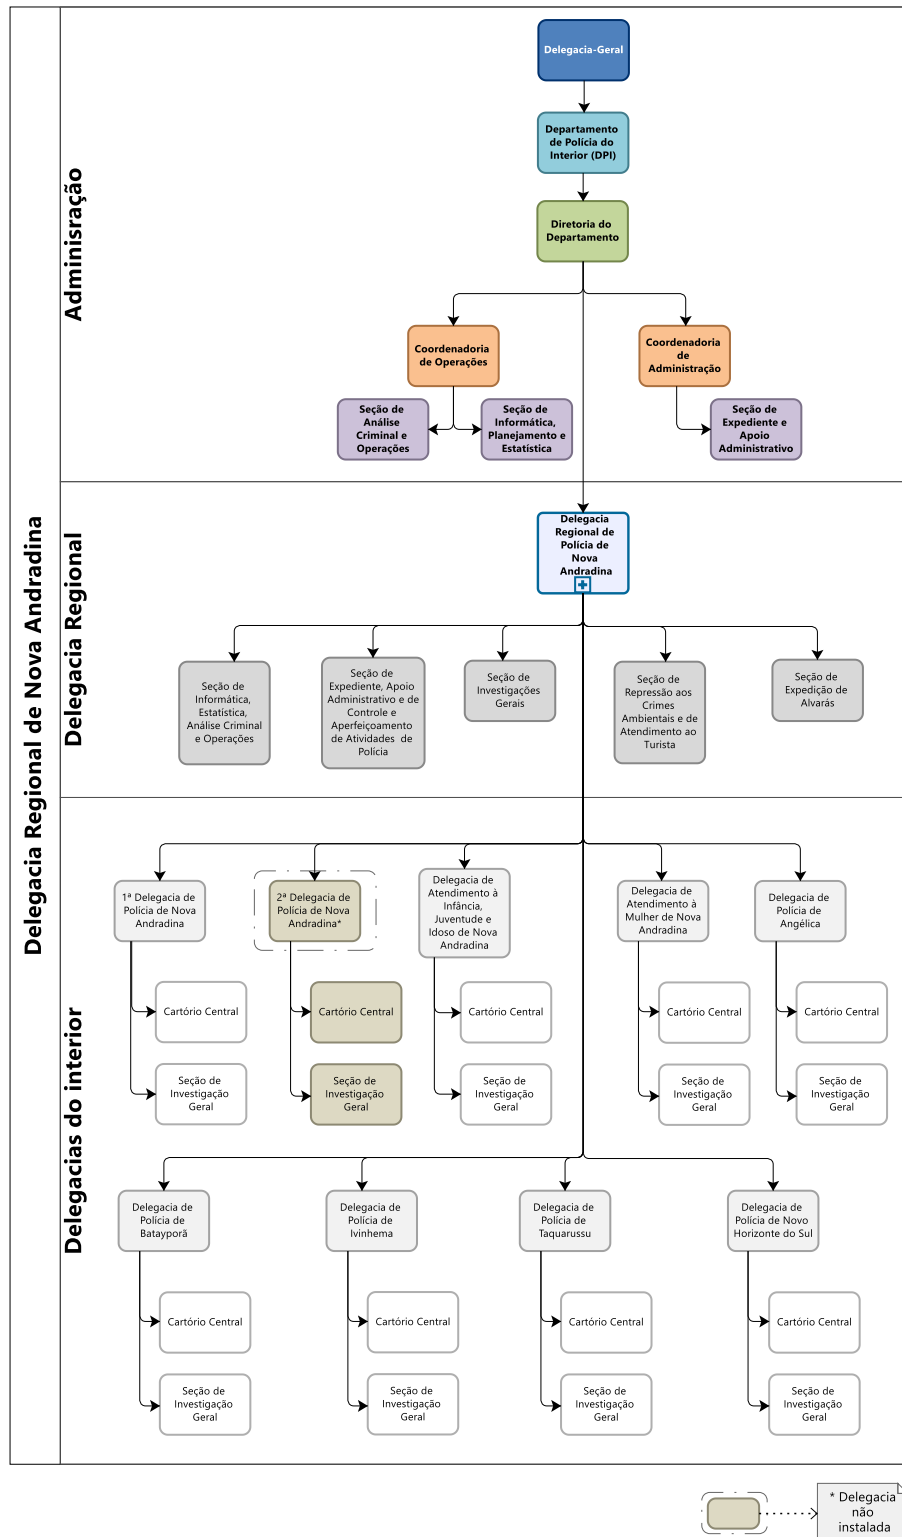 Delegacia Regional de Nova Andradina
Adminisração
Delegacia-Geral
Departamento
de Polícia do
Interior (DPI)
Diretoria do
Departamento
Coordenadoria
de Operações
Coordenadoria
de
Administração
Seção de
Análise
Criminal e
Operações
Seção de
Informática,
Planejamento e
Estatística
Seção de
Expediente e
Apoio
Administrativo
Delegacia Regional
Delegacia
Regional de
Polícia de
Nova
Andradina
Seção de
Informática,
Estatística,
Análise Criminal
e Operações
Seção de
Expediente, Apoio
Administrativo e de
Controle e
Aperfeiçoamento
de Atividades de
Polícia
Seção de
Investigações
Gerais
Seção de
Repressão aos
Crimes
Ambientais e de
Atendimento ao
Turista
Seção de
Expedição de
Alvarás
Delegacias do interior
1ª Delegacia de
Polícia de Nova
Andradina
2ª Delegacia de
Polícia de Nova
Andradina*
Delegacia de
Atendimento à
Infância,
Juventude e
Idoso de Nova
Andradina
Delegacia de
Atendimento à
Mulher de Nova
Andradina
Delegacia de
Polícia de
Angélica
Cartório Central
Cartório Central
Cartório Central
Cartório Central
Cartório Central
Seção de
Investigação
Geral
Seção de
Investigação
Geral
Seção de
Investigação
Geral
Seção de
Investigação
Geral
Seção de
Investigação
Geral
Delegacia de
Polícia de
Batayporã
Delegacia de
Polícia de
Ivinhema
Delegacia de
Polícia de
Taquarussu
Delegacia de
Polícia de Novo
Horizonte do Sul
Cartório Central
Cartório Central
Cartório Central
Cartório Central
Seção de
Investigação
Geral
Seção de
Investigação
Geral
Seção de
Investigação
Geral
Seção de
Investigação
Geral
* Delegacia
não
instalada